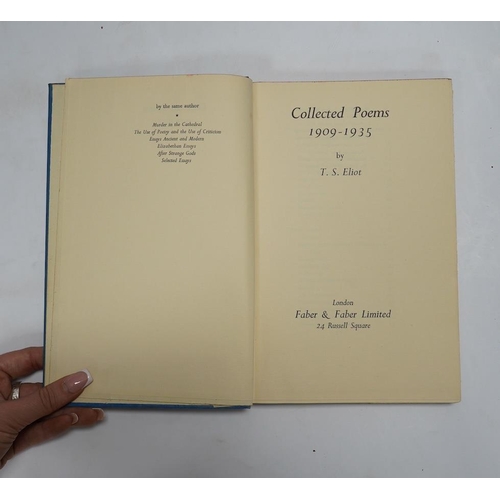 by the same author
Murder in the Cathedral
The Use of Poetry and the Use of Criticism
Essays Ancient and Modern
Elizabethan Essays
After Strange Gods
Selected Essays
Collected Poems
1909-1935
by
T. S. Eliot
London
Faber & Faber Limited
24 Russell Square